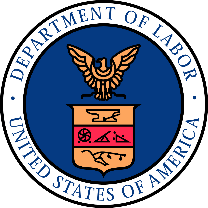 DEPARTMENT OF LABOR
UNITED STATES OF AMERICA